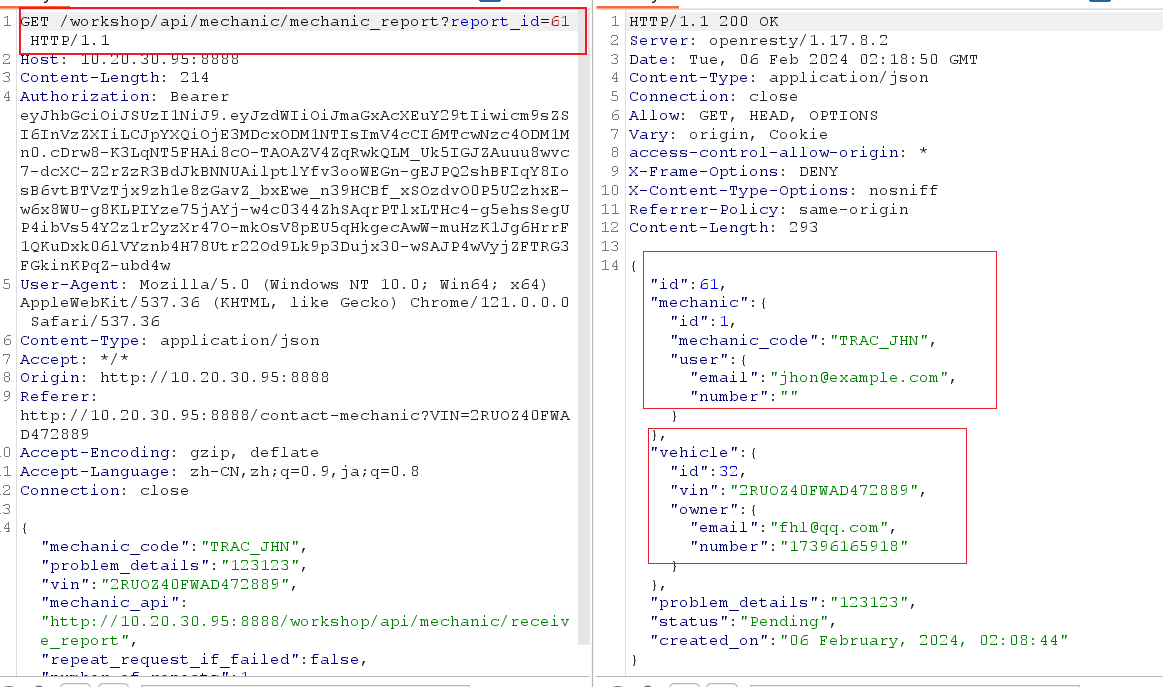 1 GET /workshop/api/mechanic/mechanic_report?report_id=61
HTTP/1.1
2 Host: 10.20.30.95:8888
3 Content-Length: 214
4 Authorization: Bearer
eyJhbGciOiJSUzI1NiJ9.eyJzdWIiOiJmaGxAcXEuY29tIiwicm9sZS
I6InVzZXIiLCJpYXQiOjE3MDcxODM1NTIsImV4cCI6MTcwNzc4ODM1M
n0.cDrw8-K3LqNT5FHAi8cO-TAOAZV4ZqRwkQLM_Uk5IGJZAuuu8wvc
7-dcXC-Z2rZzR3BdJkBNNUAilptlYfv3ooWEGn-gEJPQ2shBFIqY8Io
sB6vtBTVzTjx9zh1e8zGavZ_bxEwe_n39HCBf_xSOzdvO0P5U2zhxE-
w6x8WU-g8KLPIYze75jAYj-w4c0344ZhSAqrPTlxLTHc4-g5ehsSegU
P4ibVs54Y2z1r2yzXr47O-mkOsV8pEU5qHkgecAwW-muHzK1Jg6HrrF
1QKuDxk06lVYznb4H78Utr22Od9Lk9p3Dujx30-wSAJP4wVyjZFTRG3
FGkinKPqZ-ubd4w
5 User-Agent: Mozilla/5.0 (Windows NT 10.0; Win64; x64)
AppleWebKit/537.36 (KHTML, like Gecko) Chrome/121.0.0.0
Safari/537.36
6 Content-Type: application/json
7 Accept: */*
8 Origin: http://10.20.30.95:8888
9 Referer:
http://10.20.30.95:8888/contact-mechanic?VIN=2RUOZ40FWA
D472889
0 Accept-Encoding: gzip, deflate
1 Accept-Language: zh-CN,zh;q=0.9,ja;q=0.8
2 Connection: close
3
4 {
"mechanic_code":"TRAC_JHN",
"problem_details":"123123",
"vin":"2RUOZ40FWAD472889",
"mechanic_api":
"http://10.20.30.95:8888/workshop/api/mechanic/receiv
e_report",
"repeat_request_if_failed":false,
"number_of_repeats":1
1 HTTP/1.1 200 OK
2 Server: openresty/1.17.8.2
3 Date: Tue, 06 Feb 2024 02:18:50 GMT
4 Content-Type: application/json
5 Connection: close
6 Allow: GET, HEAD, OPTIONS
7 Vary: origin, Cookie
8 access-control-allow-origin: *
9 X-Frame-Options: DENY
10 X-Content-Type-Options: nosniff
11 Referrer-Policy: same-origin
12 Content-Length: 293
13
14 {
"id":61,
"mechanic":{
"id":1,
"mechanic_code":"TRAC_JHN",
"user":{
"email":"jhon@example.com",
"number":""
}
},
"vehicle":{
"id":32,
"vin":"2RUOZ40FWAD472889",
"owner":{
"email":"fhl@qq.com",
"number":"17396165918"
}
},
"problem_details":"123123",
"status":"Pending",
"created_on":"06 February, 2024, 02:08:44"
}